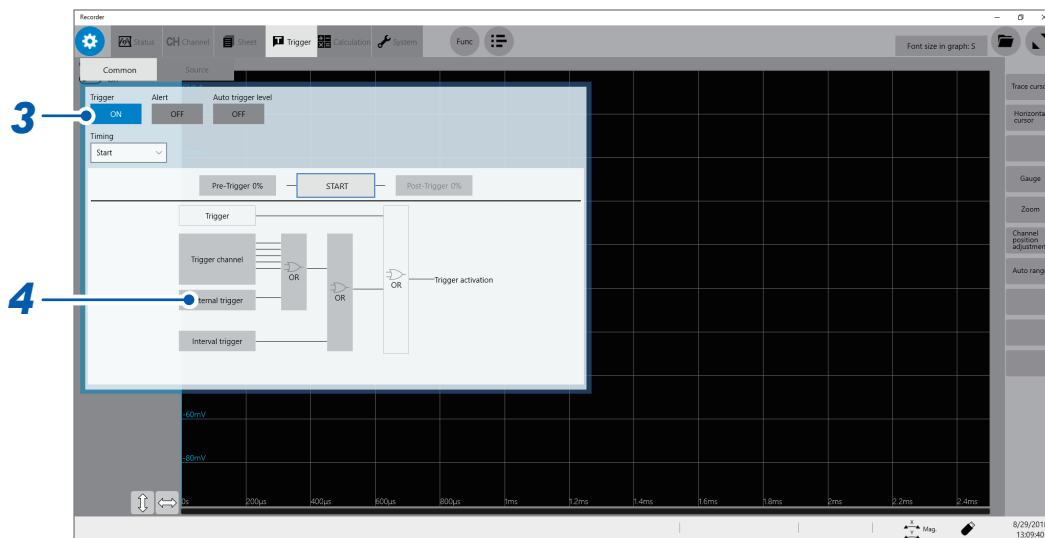 Recorder
Status CH Channel Sheet Trigger Calculation System Func Font size in graph: S
Common Source
Trigger Alert Auto trigger level
3 ON OFF OFF
Timing
Start
Pre-Trigger 0% START Post-Trigger 0%
Trigger
Trigger channel OR
4 ternal trigger OR OR Trigger activation
Interval trigger
-60mV
-80mV
0s 200µs 400µs 600µs 800µs 1ms 1.2ms 1.4ms 1.6ms 1.8ms 2ms 2.2ms 2.4ms
Trace curso
Horizonta
cursor
Gauge
Zoom
Channel
position
adjustmen
Auto range
X
Y
Mag.
8/29/2018
13:09:40